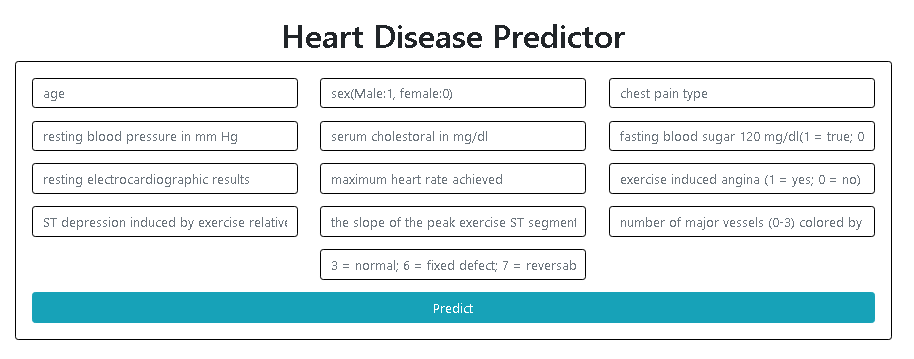 Heart Disease Predictor
age
sex(Male:1, female:0)
chest pain type
resting blood pressure in mm Hg
serum cholestoral in mg/dl
fasting blood sugar 120 mg/dl(1 = true; 0
resting electrocardiographic results
maximum heart rate achieved
exercise induced angina (1 = yes; 0 = no)
ST depression induced by exercise relative
the slope of the peak exercise ST segment
number of major vessels (0-3) colored by
3 = normal; 6 = fixed defect; 7 = reversab
Predict